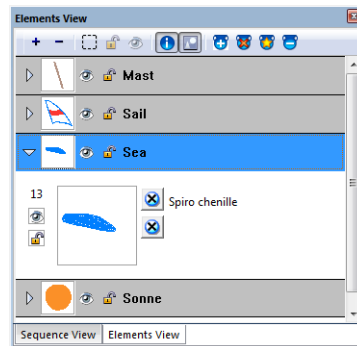 Elements View
Mast
Sail
Sea
13
Spiro chenille
Sonne
Sequence View Elements View